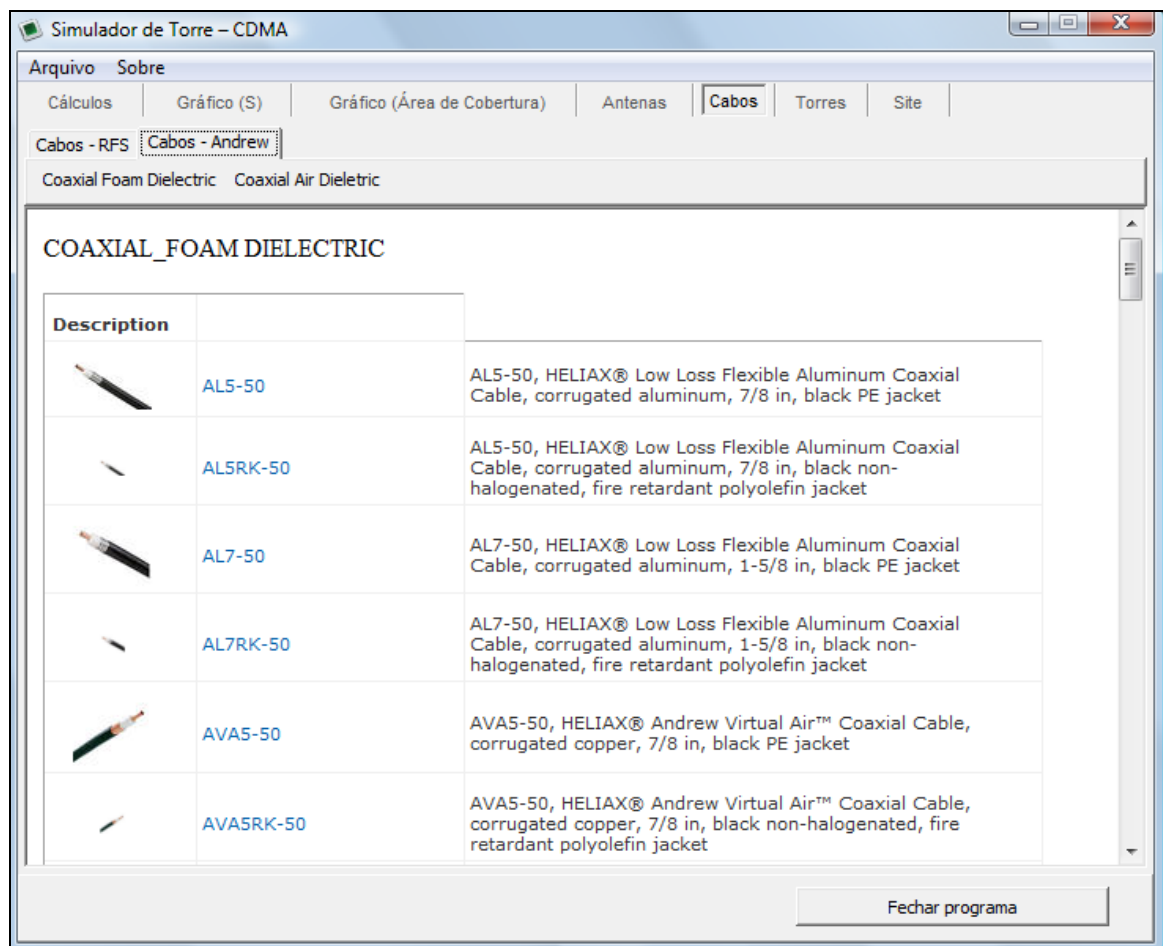 Simulador de Torre – CDMA
Arquivo Sobre
Cálculos Gráfico (S) Gráfico (Área de Cobertura) Antenas Cabos Torres Site
Cabos - RFS Cabos - Andrew
Coaxial Foam Dielectric Coaxial Air Dieletric
COAXIAL_FOAM DIELECTRIC
Description
AL5-50
AL5-50, HELIAX® Low Loss Flexible Aluminum Coaxial
Cable, corrugated aluminum, 7/8 in, black PE jacket
AL5RK-50
AL5-50, HELIAX® Low Loss Flexible Aluminum Coaxial
Cable, corrugated aluminum, 7/8 in, black non-
halogenated, fire retardant polyolefin jacket
AL7-50
AL7-50, HELIAX® Low Loss Flexible Aluminum Coaxial
Cable, corrugated aluminum, 1-5/8 in, black PE jacket
AL7RK-50
AL7-50, HELIAX® Low Loss Flexible Aluminum Coaxial
Cable, corrugated aluminum, 1-5/8 in, black non-
halogenated, fire retardant polyolefin jacket
AVA5-50
AVA5-50, HELIAX® Andrew Virtual Air™ Coaxial Cable,
corrugated copper, 7/8 in, black PE jacket
AVA5RK-50
AVA5-50, HELIAX® Andrew Virtual Air™ Coaxial Cable,
corrugated copper, 7/8 in, black non-halogenated, fire
retardant polyolefin jacket
Fechar programa